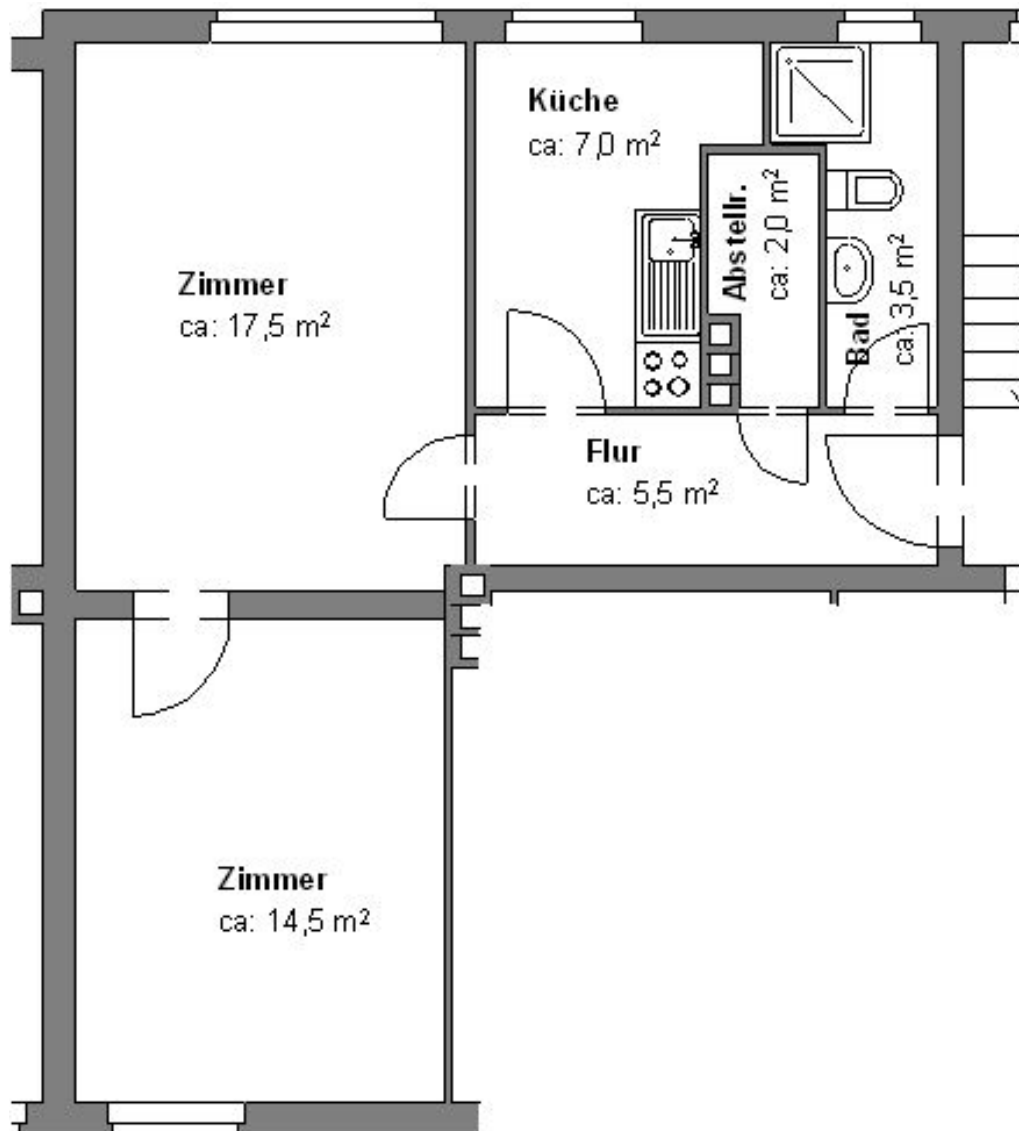 Küche
ca: 7,0 m²
Abstellr.
ca: 2,0 m²
Zimmer
ca: 17,5 m²
Bad
ca: 3,5 m²
Flur
ca: 5,5 m²
Zimmer
ca: 14,5 m²